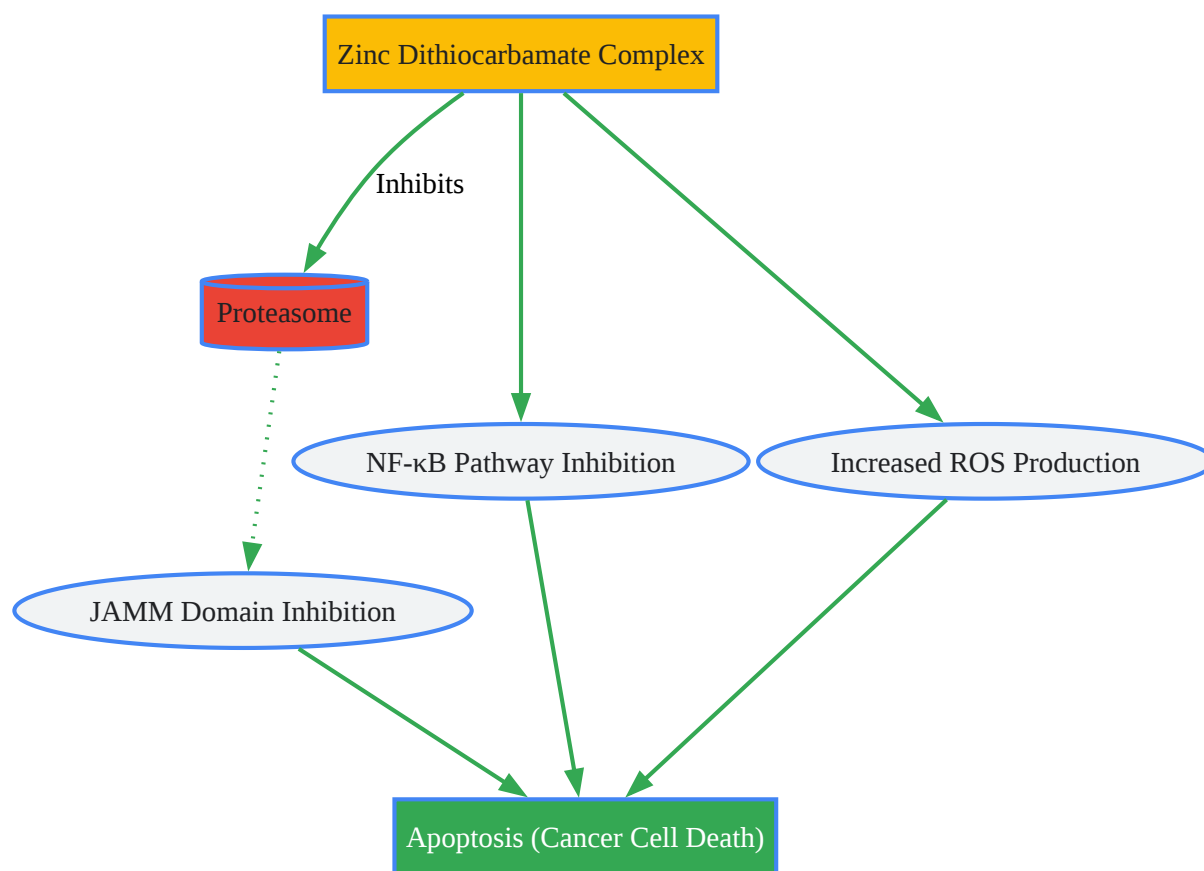 Zinc Dithiocarbamate Complex
Inhibits
Proteasome
NF-κB Pathway Inhibition
Increased ROS Production
JAMM Domain Inhibition
Apoptosis (Cancer Cell Death)